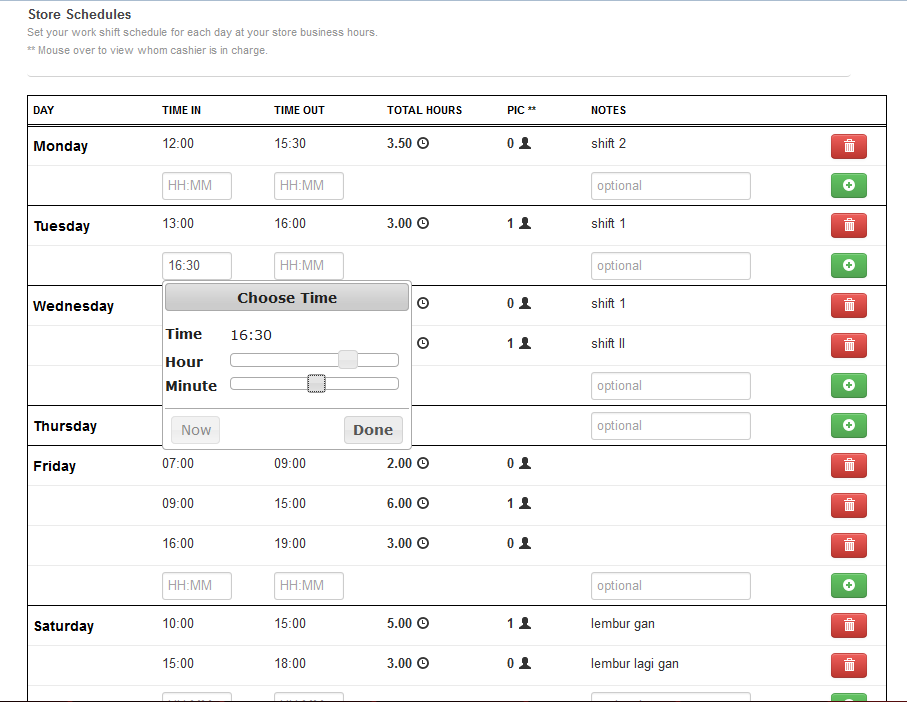 Store Schedules
Set your work shift schedule for each day at your store business hours.
** Mouse over to view whom cashier is in charge.
DAY TIME IN TIME OUT TOTAL HOURS PIC ** NOTES
Monday 12:00 15:30 3.50 0 shift 2
HH:MM HH:MM optional
Tuesday 13:00 16:00 3.00 1 shift 1
16:30 HH:MM optional
Choose Time
Time 16:30
Hour
Minute
Now Done
Wednesday 0 shift 1
1 shift II
optional
Thursday optional
Friday 07:00 09:00 2.00 0
09:00 15:00 6.00 1
16:00 19:00 3.00 0
HH:MM HH:MM optional
Saturday 10:00 15:00 5.00 1 lembur gan
15:00 18:00 3.00 0 lembur lagi gan